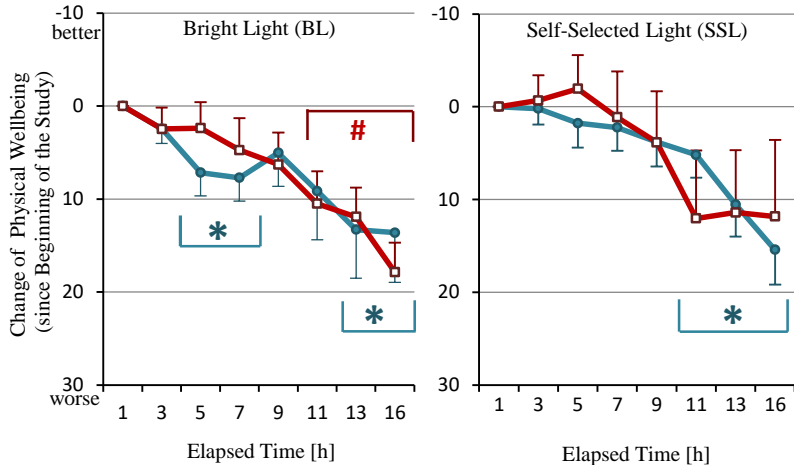 Change of Physical Wellbeing
(since Beginning of the Study)
-10
better
0
10
20
30
worse
Bright Light (BL)
#
*
*
1 3 5 7 9 11 13 16
Elapsed Time [h]
-10
0
10
20
30
Self-Selected Light (SSL)
*
1 3 5 7 9 11 13 16
Elapsed Time [h]